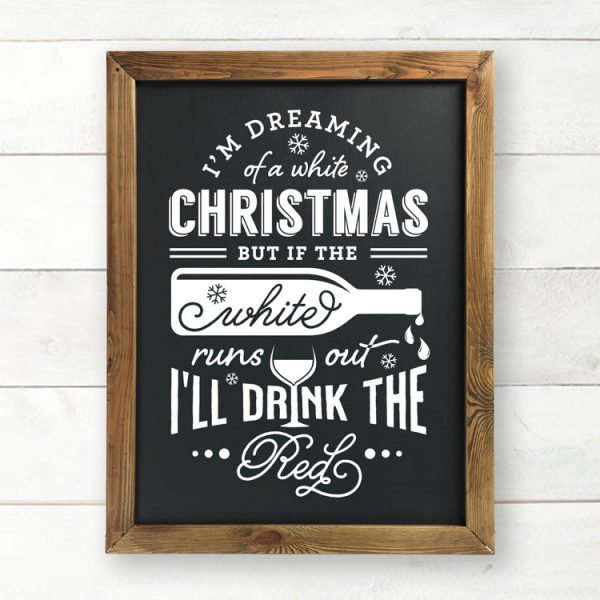 I'M DREAMING
of a white
CHRISTMAS
BUT IF THE
white
runs out
I'LL DRINK THE
Red